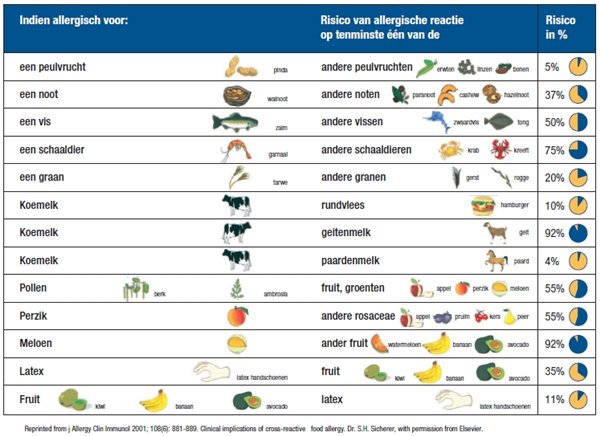 Indien allergisch voor: Risico van allergische reactie op tenminste één van de Risico in %
een peulvrucht pinda andere peulvruchten erwten linzen bonen 5%
een noot walnoot andere noten paranoot cashew hazelnoot 37%
een vis zalm andere vissen zwaardvis tong 50%
een schaaldier garnaal andere schaaldieren krab kreeft 75%
een graan tarwe andere granen gerst rogge 20%
Koemelk rundvlees hamburger 10%
Koemelk geitenmelk geit 92%
Koemelk paardenmelk paard 4%
Pollen berk ambrosia fruit, groenten appel perzik meloen 55%
Perzik andere rosaceae appel pruim kers peer 55%
Meloen ander fruit watermeloen banaan avocado 92%
Latex latex handschoenen fruit kiwi banaan avocado 35%
Fruit kiwi banaan avocado latex latex handschoenen 11%
Reprinted from j Allergy Clin Immunol 2001; 108(6): 881-889. Clinical implications of cross-reactive food allergy. Dr. S.H. Sicherer, with permission from Elsevier.